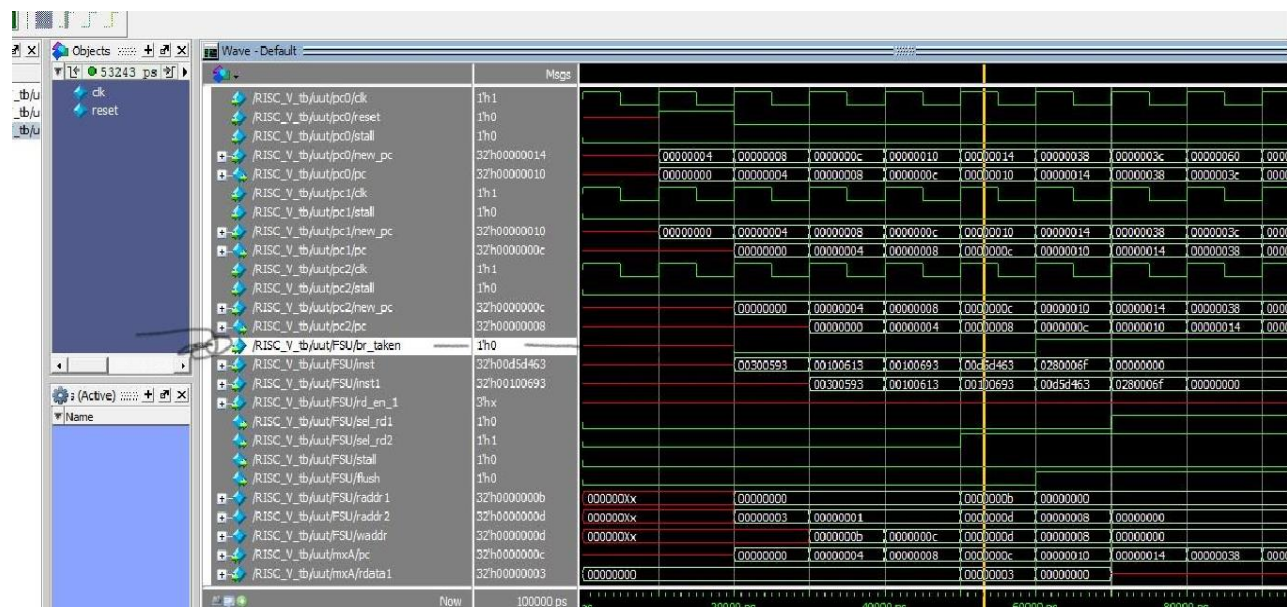 Objects
Wave - Default
53243 ps
Msgs
clk
reset
_tb/u
_tb/u
_tb/u
/RISC_V_tb/uut/pc0/clk 1'h1
/RISC_V_tb/uut/pc0/reset 1'h0
/RISC_V_tb/uut/pc0/stall 1'h0
/RISC_V_tb/uut/pc0/new_pc 32'h00000014 00000004 00000008 0000000c 00000010 00000014 00000038 0000003c 00000060 000
/RISC_V_tb/uut/pc0/pc 32'h00000010 00000000 00000004 00000008 0000000c 00000010 00000014 00000038 0000003c 000
/RISC_V_tb/uut/pc1/clk 1'h1
/RISC_V_tb/uut/pc1/stall 1'h0
/RISC_V_tb/uut/pc1/new_pc 32'h00000010 00000000 00000004 00000008 0000000c 00000010 00000014 00000038 0000003c 000
/RISC_V_tb/uut/pc1/pc 32'h0000000c 00000000 00000004 00000008 0000000c 00000010 00000014 00000038 000
/RISC_V_tb/uut/pc2/clk 1'h1
/RISC_V_tb/uut/pc2/stall 1'h0
/RISC_V_tb/uut/pc2/new_pc 32'h0000000c 00000000 00000004 00000008 0000000c 00000010 00000014 00000038 000
/RISC_V_tb/uut/pc2/pc 32'h00000008 00000000 00000004 00000008 0000000c 00000010 00000014 000
/RISC_V_tb/uut/FSU/br_taken 1'h0
/RISC_V_tb/uut/FSU/inst 32'h00d5d463 00300593 00100613 00100693 00d5d463 0280006f 00000000
/RISC_V_tb/uut/FSU/inst1 32'h00100693 00300593 00100613 00100693 00d5d463 0280006f 00000000
/RISC_V_tb/uut/FSU/rd_en_1 3'hx
/RISC_V_tb/uut/FSU/sel_rd1 1'h0
/RISC_V_tb/uut/FSU/sel_rd2 1'h1
/RISC_V_tb/uut/FSU/stall 1'h0
/RISC_V_tb/uut/FSU/flush 1'h0
/RISC_V_tb/uut/FSU/raddr1 32'h0000000b 000000Xx 00000000 0000000b 00000000
/RISC_V_tb/uut/FSU/raddr2 32'h0000000d 000000Xx 00000003 00000001 0000000d 00000008 00000000
/RISC_V_tb/uut/FSU/waddr 32'h0000000d 000000Xx 0000000b 0000000c 0000000d 00000008 00000000
/RISC_V_tb/uut/mxA/pc 32'h0000000c 00000000 00000004 00000008 0000000c 00000010 00000014 00000038 000
/RISC_V_tb/uut/mxA/rdata1 32'h00000003 00000000 00000003 00000000
(Active)
Name
Now 100000 ps